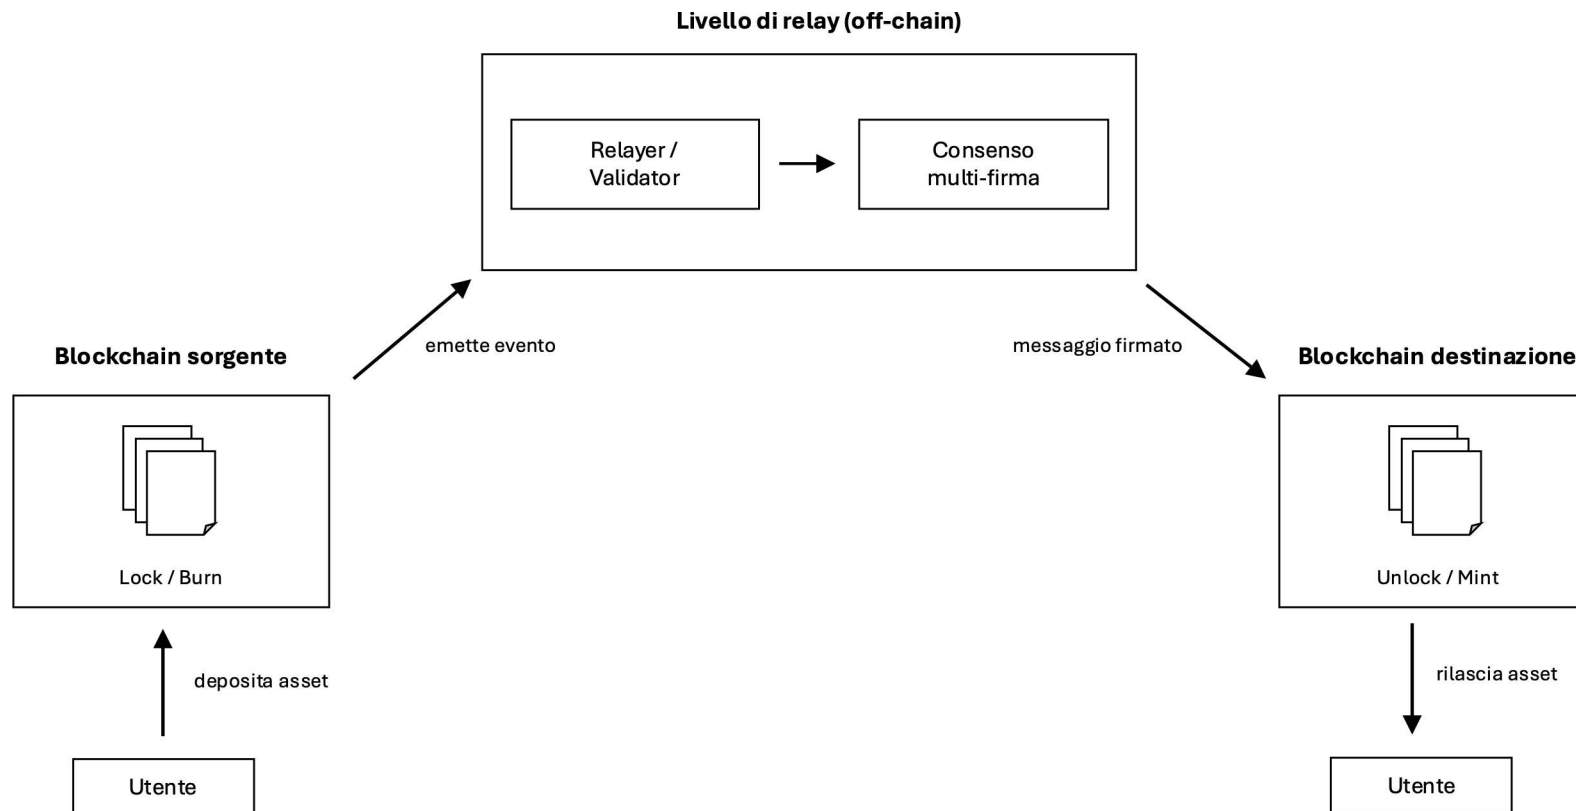 Livello di relay (off-chain)
Relayer /
Validator
Consenso
multi-firma
emette evento
messaggio firmato
Blockchain sorgente
Blockchain destinazione
Lock / Burn
Unlock / Mint
deposita asset
rilascia asset
Utente
Utente